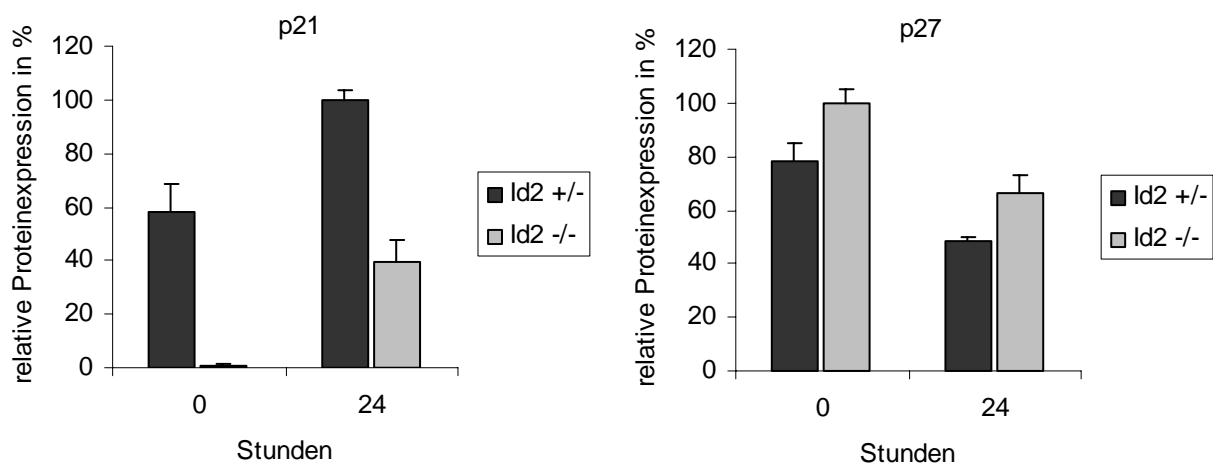 p21
relative Proteinexpression in %
120
100
80
60
40
20
0
0 24
Stunden
Id2 +/-
Id2 -/-
p27
relative Proteinexpression in %
120
100
80
60
40
20
0
0 24
Stunden
Id2 +/-
Id2 -/-